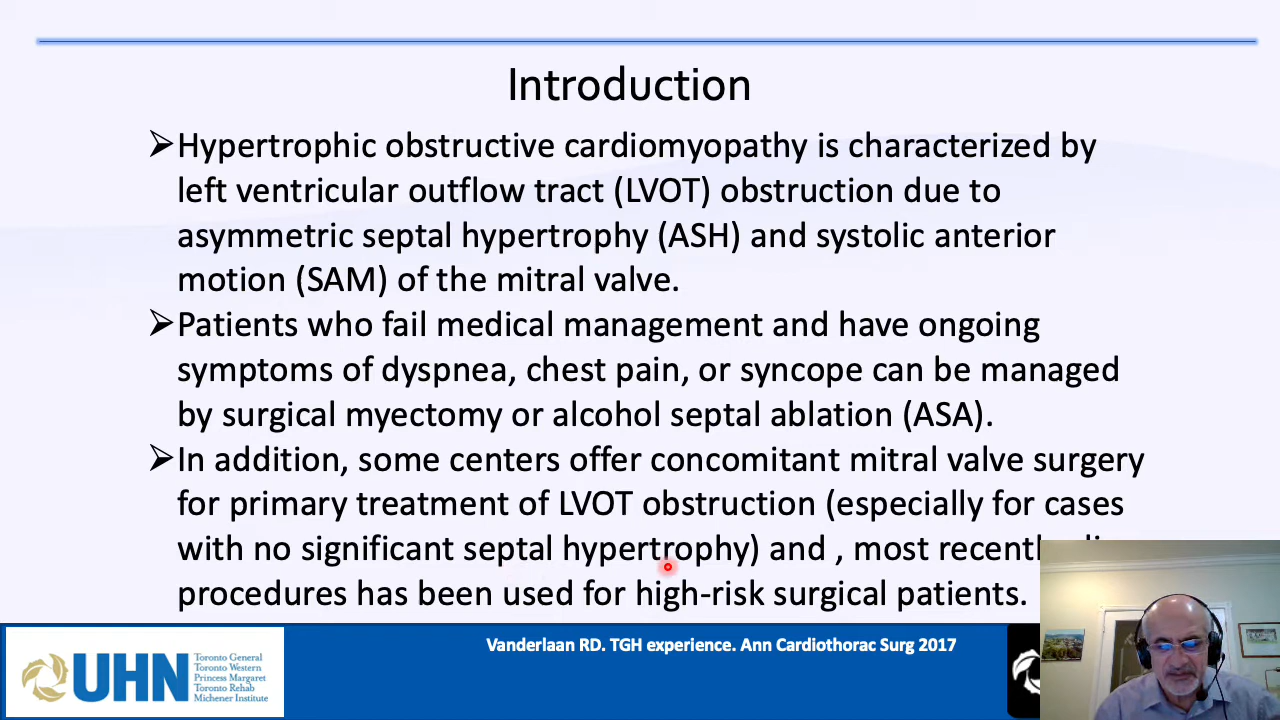 Introduction
➢Hypertrophic obstructive cardiomyopathy is characterized by
left ventricular outflow tract (LVOT) obstruction due to
asymmetric septal hypertrophy (ASH) and systolic anterior
motion (SAM) of the mitral valve.
➢Patients who fail medical management and have ongoing
symptoms of dyspnea, chest pain, or syncope can be managed
by surgical myectomy or alcohol septal ablation (ASA).
➢In addition, some centers offer concomitant mitral valve surgery
for primary treatment of LVOT obstruction (especially for cases
with no significant septal hypertrophy) and , most
procedures has been used for high-risk surgical patients.
Vanderlaan RD. TGH experience. Ann Cardiothorac Surg 2017
UHN
Toronto General
Toronto Western
Princess Margaret
Toronto Rehab
Michener Institute